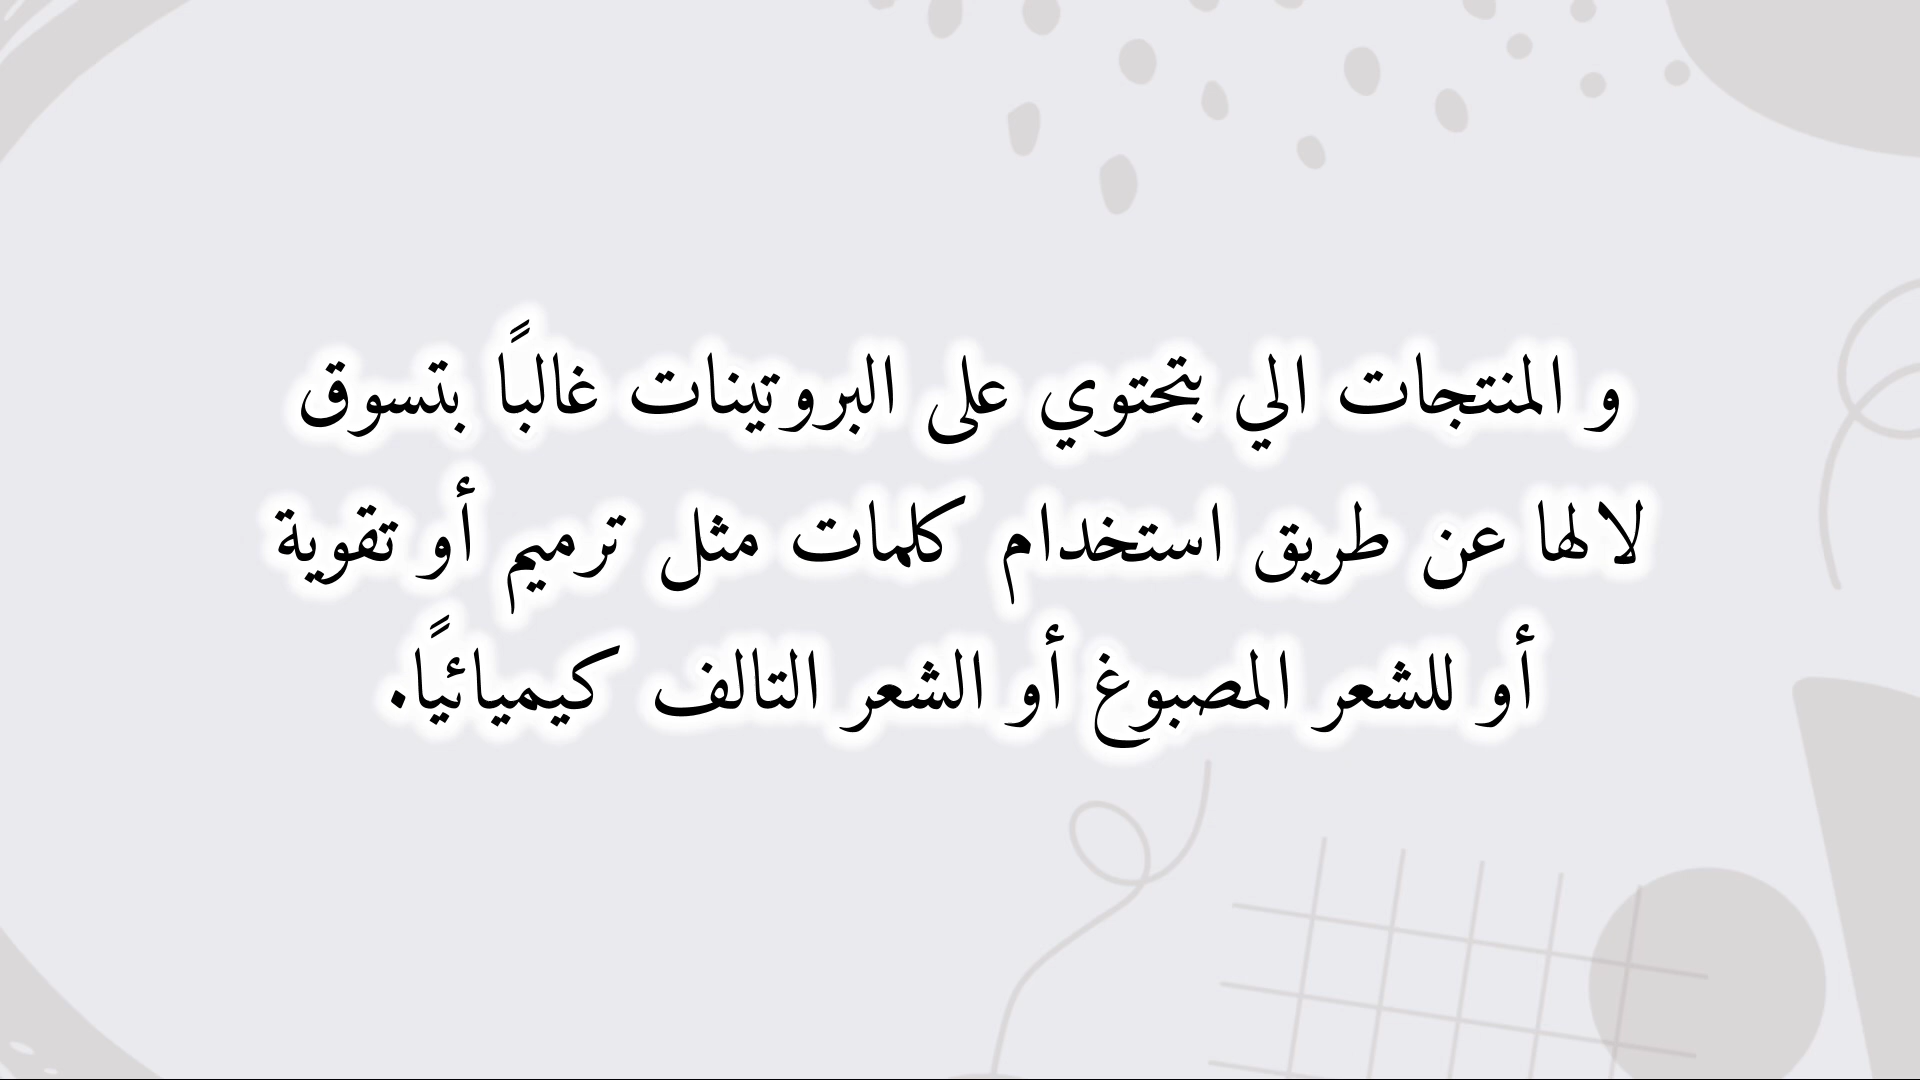 و المنتجات الي بتحتوي على البروتينات غالبًا بتسوق
لالها عن طريق استخدام كلمات مثل ترميم أو تقوية
أو للشعر المصبوغ أو الشعر التالف كيميائيًا.